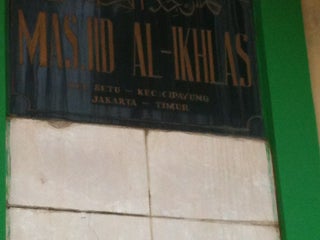 MASJID AL-IKHLAS
SETU - KEC. CIPAYUNG
JAKARTA - TIMUR